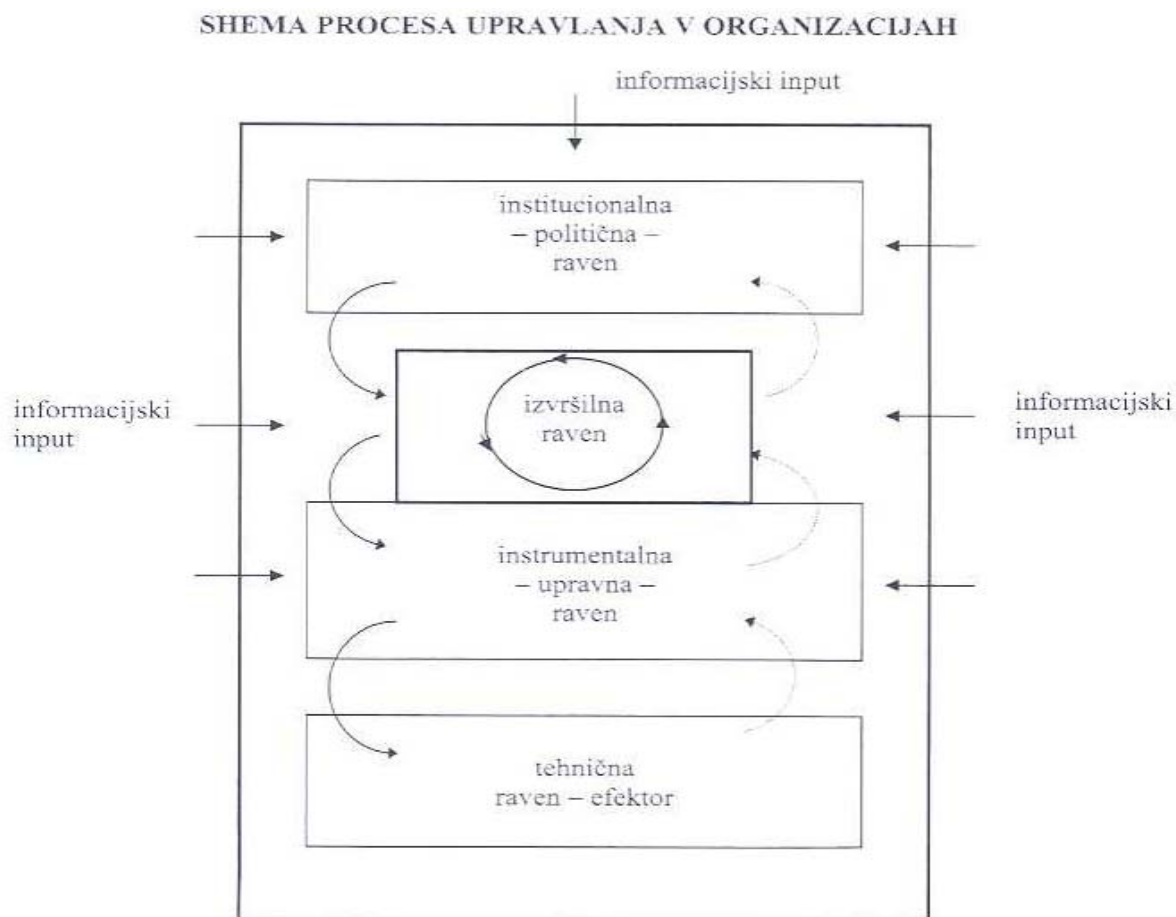 SHEMA PROCESA UPRAVLANJA V ORGANIZACIJAH
informacijski input
institucionalna
– politična –
raven
izvršilna
raven
informacijski
input
informacijski
input
instrumentalna
– upravna –
raven
tehnična
raven – efektor